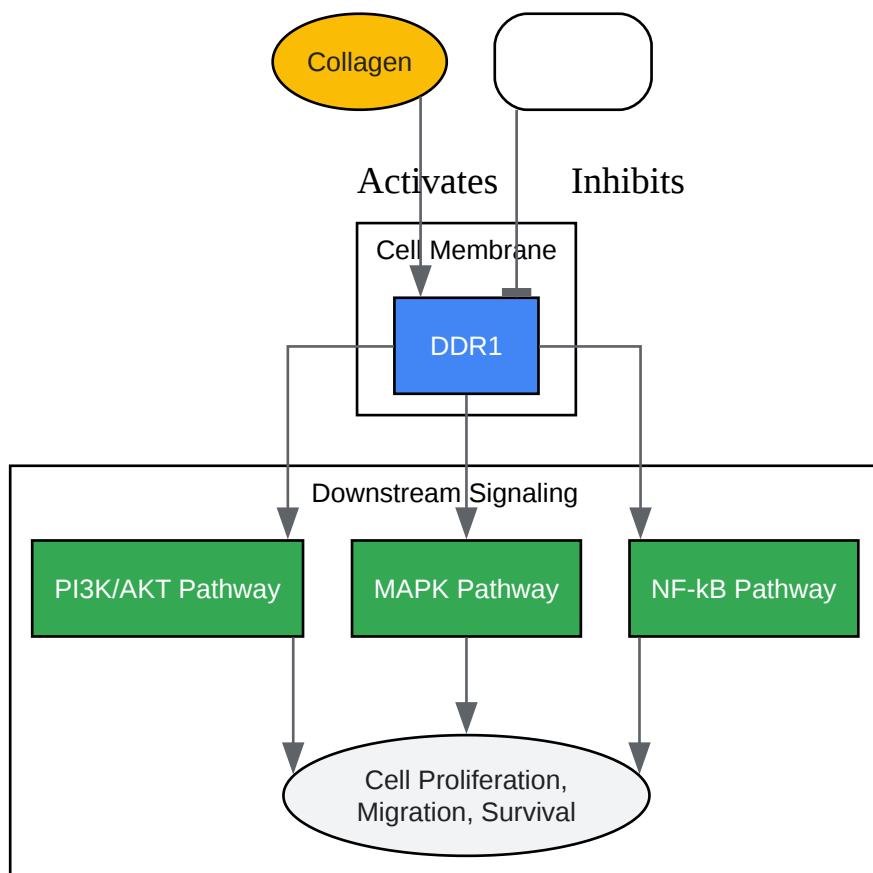 Collagen
Activates
Inhibits
Cell Membrane
DDR1
Downstream Signaling
PI3K/AKT Pathway
MAPK Pathway
NF-kB Pathway
Cell Proliferation,
Migration, Survival